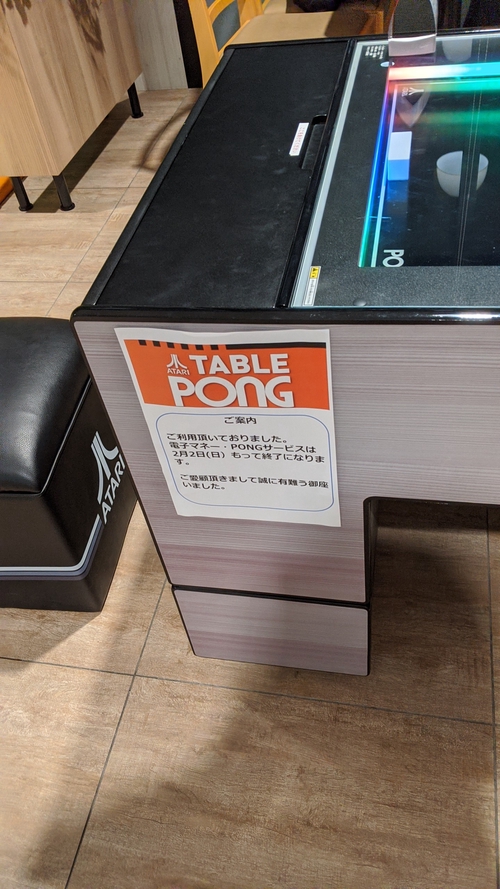 PO
ATARI TABLE
PONG
ご案内
ご利用頂いておりました。
電子マネー・PONGサービスは
2月2日(日)もって終了になりま
す。
ご愛顧頂きまして誠に有難う御座
いました。
ATARI